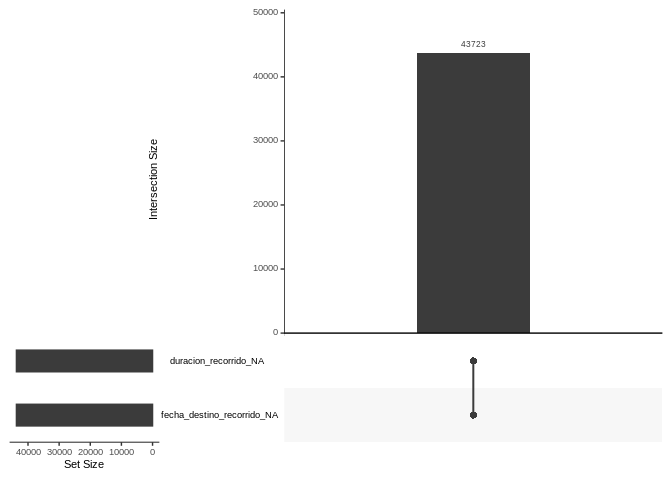 50000
43723
40000
30000
Intersection Size
20000
10000
0
duracion_recorrido_NA
fecha_destino_recorrido_NA
40000 30000 20000 10000 0
Set Size